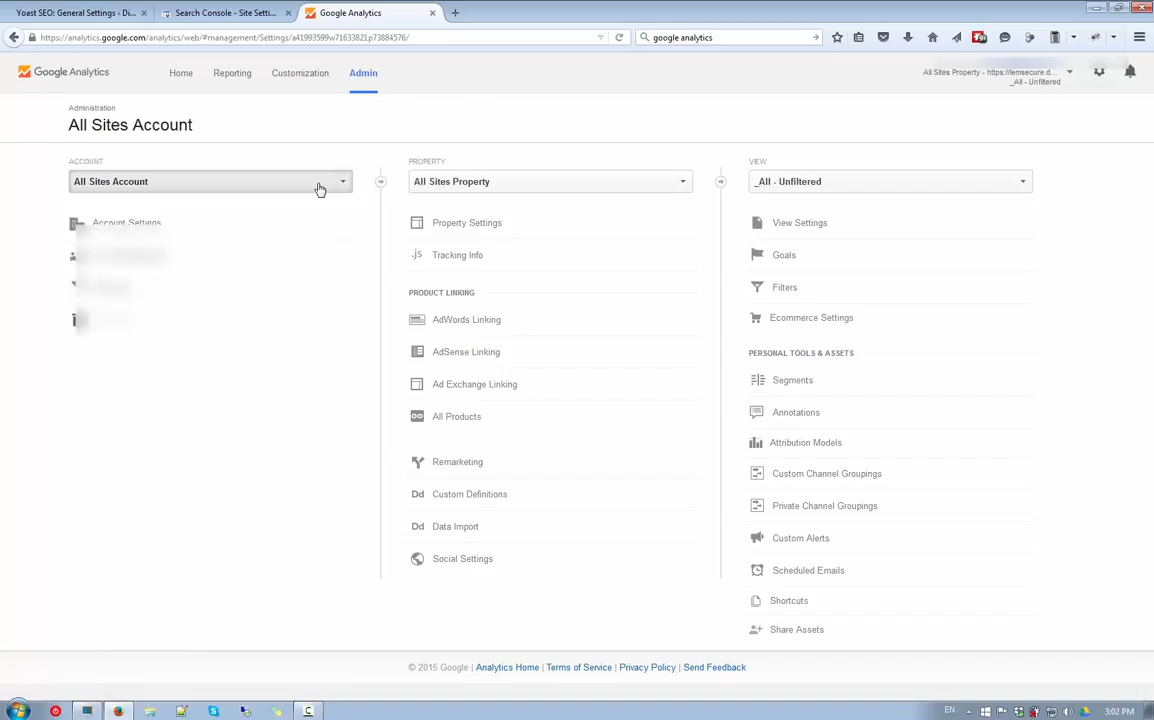 Yoast SEO: General Settings ‹ Di...
Search Console - Site Setti...
Google Analytics
https://analytics.google.com/analytics/web/#management/Settings/a41993599w71633821p73884576/
google analytics
Google Analytics
Home
Reporting
Customization
Admin
All Sites Property - https://lemsecure.d...
_All - Unfiltered
Administration
All Sites Account
ACCOUNT
PROPERTY
VIEW
All Sites Account
All Sites Property
_All - Unfiltered
Account Settings
Property Settings
Tracking Info
PRODUCT LINKING
AdWords Linking
AdSense Linking
Ad Exchange Linking
All Products
Remarketing
Dd Custom Definitions
Dd Data Import
Social Settings
View Settings
Goals
Filters
Ecommerce Settings
PERSONAL TOOLS & ASSETS
Segments
Annotations
Attribution Models
Custom Channel Groupings
Private Channel Groupings
Custom Alerts
Scheduled Emails
Shortcuts
Share Assets
© 2015 Google | Analytics Home | Terms of Service | Privacy Policy | Send Feedback
EN
3:02 PM